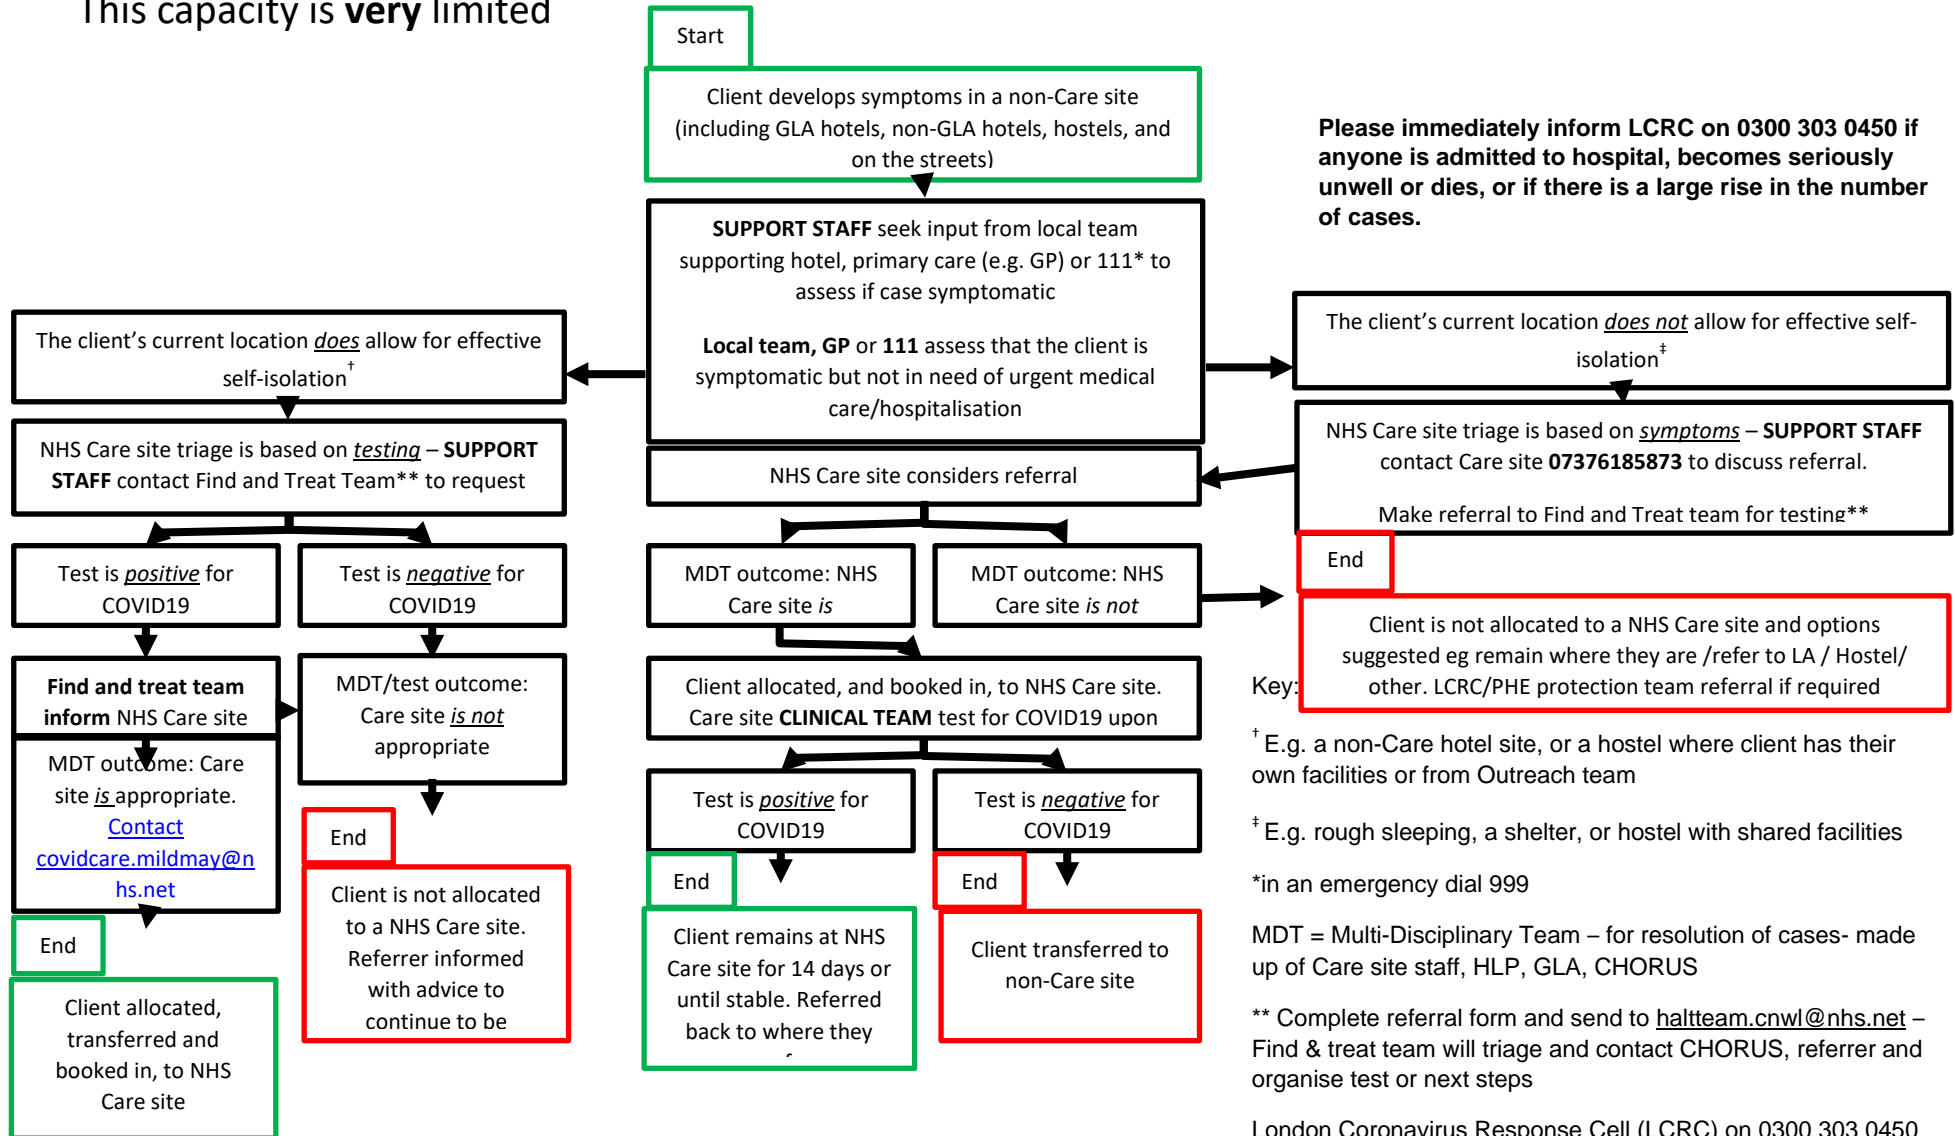 This capacity is very limited
Start
Client develops symptoms in a non-Care site
(including GLA hotels, non-GLA hotels, hostels, and
on the streets)
Please immediately inform LCRC on 0300 303 0450 if
anyone is admitted to hospital, becomes seriously
unwell or dies, or if there is a large rise in the number
of cases.
SUPPORT STAFF seek input from local team
supporting hotel, primary care (e.g. GP) or 111* to
assess if case symptomatic
Local team, GP or 111 assess that the client is
symptomatic but not in need of urgent medical
care/hospitalisation
The client’s current location does allow for effective
self-isolation†
The client’s current location does not allow for effective self-
isolation‡
NHS Care site triage is based on testing – SUPPORT
STAFF contact Find and Treat Team** to request
NHS Care site considers referral
NHS Care site triage is based on symptoms – SUPPORT STAFF
contact Care site 07376185873 to discuss referral.
Make referral to Find and Treat team for testing**
Test is positive for
COVID19
Test is negative for
COVID19
MDT outcome: NHS
Care site is
MDT outcome: NHS
Care site is not
End
Client is not allocated to a NHS Care site and options
suggested eg remain where they are /refer to LA / Hostel/
other. LCRC/PHE protection team referral if required
Find and treat team
inform NHS Care site
MDT/test outcome:
Care site is not
appropriate
Client allocated, and booked in, to NHS Care site.
Care site CLINICAL TEAM test for COVID19 upon
MDT outcome: Care
site is appropriate.
Contact
covidcare.mildmay@n
hs.net
Test is positive for
COVID19
Test is negative for
COVID19
End
Client allocated,
transferred and
booked in, to NHS
Care site
End
Client is not allocated
to a NHS Care site.
Referrer informed
with advice to
continue to be
End
Client remains at NHS
Care site for 14 days or
until stable. Referred
back to where they
End
Client transferred to
non-Care site
Key:
† E.g. a non-Care hotel site, or a hostel where client has their
own facilities or from Outreach team
‡ E.g. rough sleeping, a shelter, or hostel with shared facilities
*in an emergency dial 999
MDT = Multi-Disciplinary Team – for resolution of cases- made
up of Care site staff, HLP, GLA, CHORUS
** Complete referral form and send to haltteam.cnwl@nhs.net –
Find & treat team will triage and contact CHORUS, referrer and
organise test or next steps
London Coronavirus Response Cell (LCRC) on 0300 303 0450